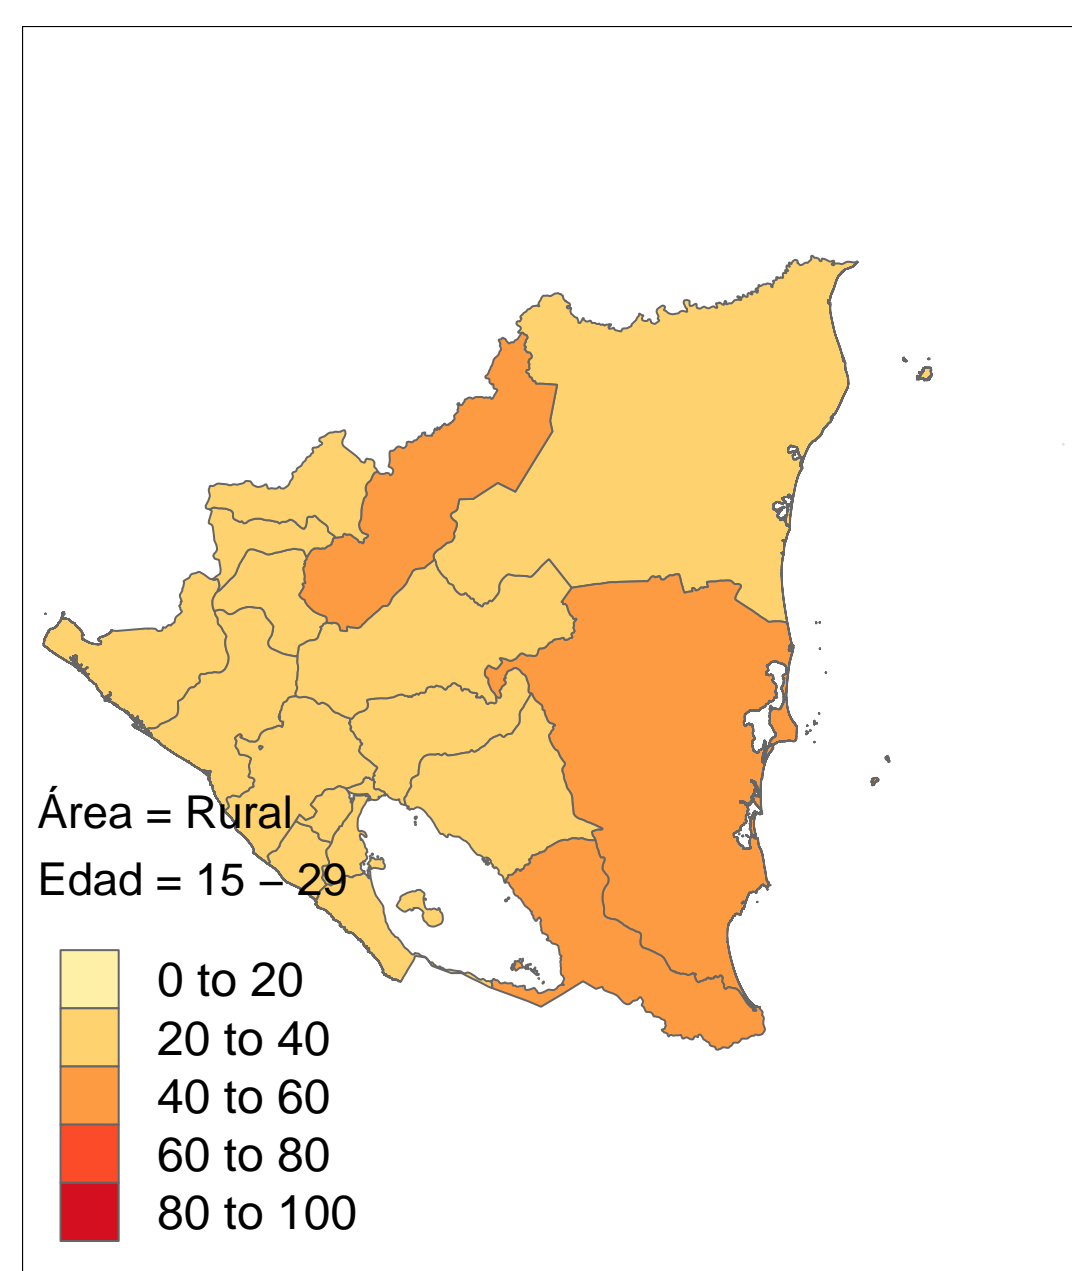 Área = Rural
Edad = 15 – 29
0 to 20
20 to 40
40 to 60
60 to 80
80 to 100